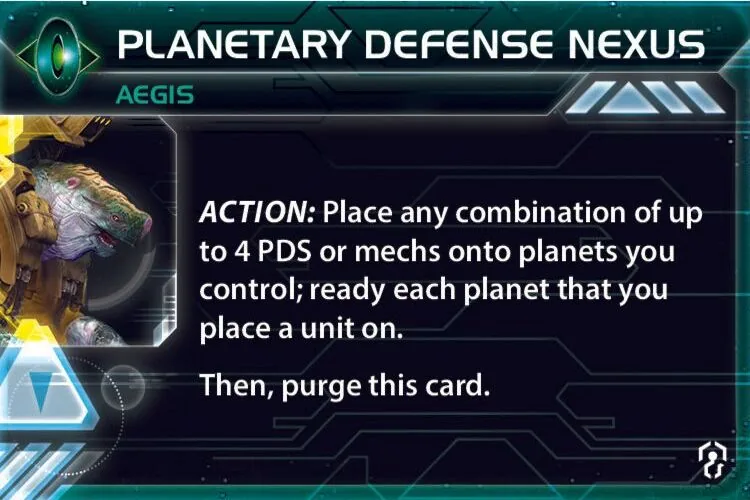 PLANETARY DEFENSE NEXUS
AEGIS
ACTION: Place any combination of up
to 4 PDS or mechs onto planets you
control; ready each planet that you
place a unit on.
Then, purge this card.